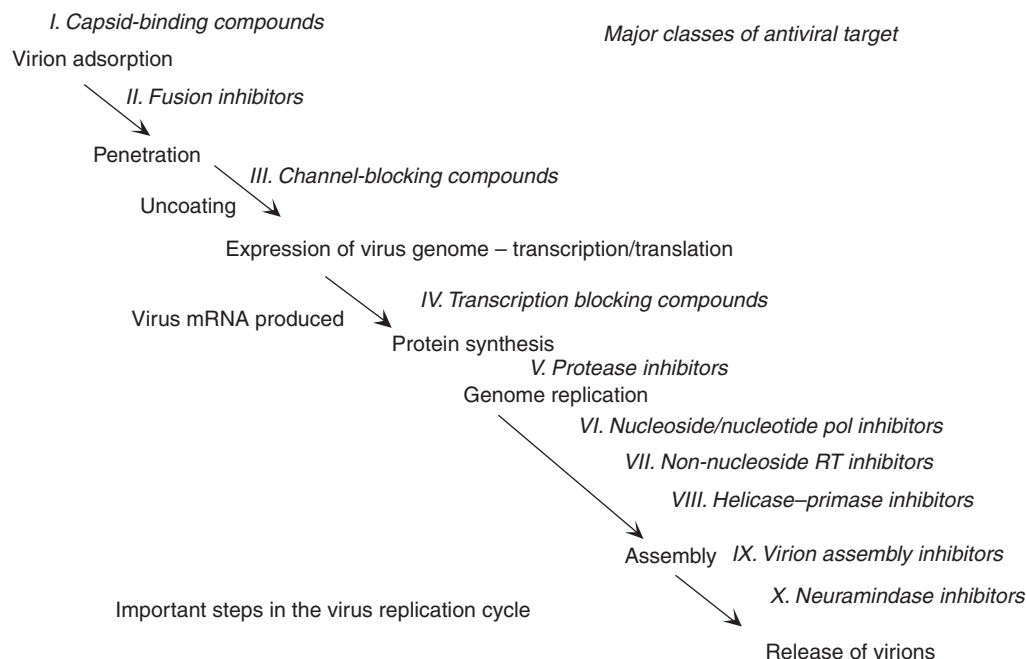 I. Capsid-binding compounds
Major classes of antiviral target
Virion adsorption
II. Fusion inhibitors
Penetration
III. Channel-blocking compounds
Uncoating
Expression of virus genome – transcription/translation
IV. Transcription blocking compounds
Virus mRNA produced
Protein synthesis
V. Protease inhibitors
Genome replication
VI. Nucleoside/nucleotide pol inhibitors
VII. Non-nucleoside RT inhibitors
VIII. Helicase–primase inhibitors
Assembly
IX. Virion assembly inhibitors
X. Neuramindase inhibitors
Important steps in the virus replication cycle
Release of virions